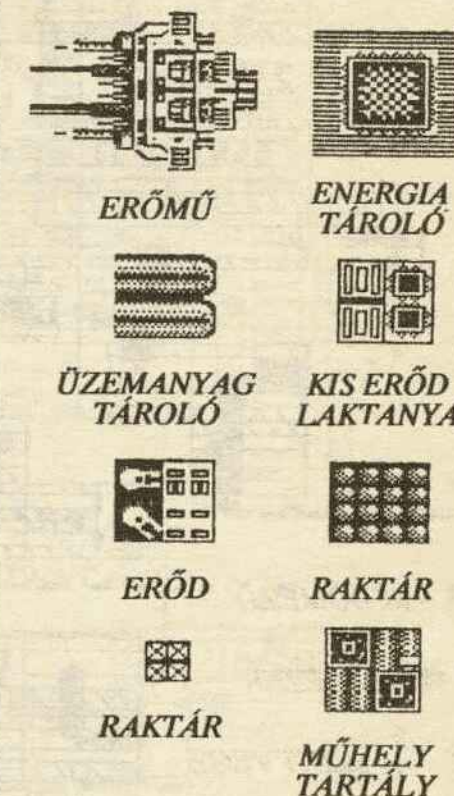 ERŐMŰ
ENERGIA
TÁROLÓ
ÜZEMANYAG
TÁROLÓ
KIS ERŐD
LAKTANYA
ERŐD
RAKTÁR
RAKTÁR
MŰHELY
TARTÁLY